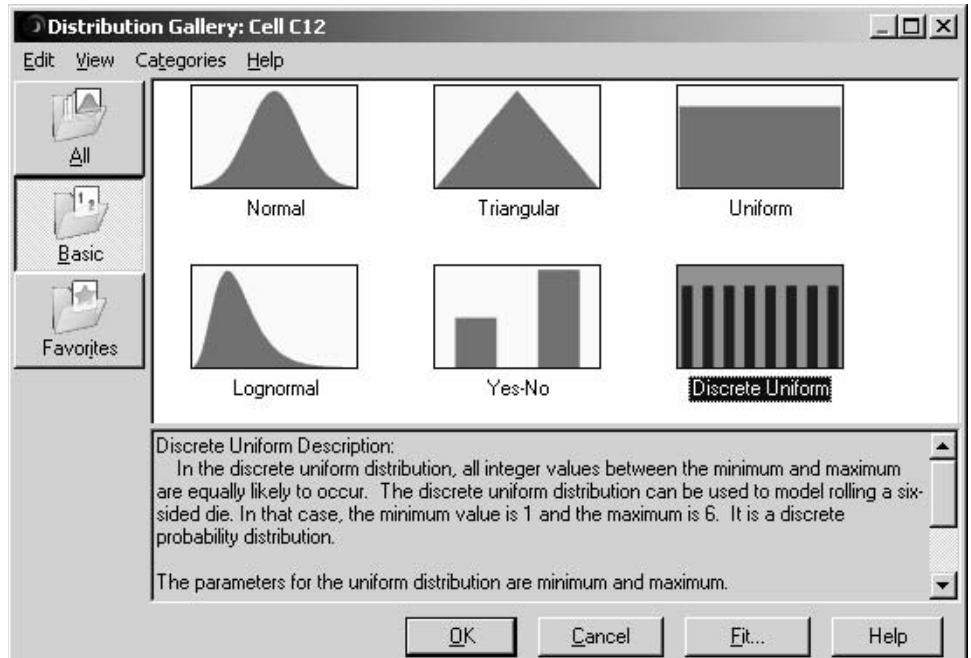 Distribution Gallery: Cell C12
Edit View Categories Help
All
Basic
Favorites
Normal Triangular Uniform
Lognormal Yes-No Discrete Uniform
Discrete Uniform Description:
In the discrete uniform distribution, all integer values between the minimum and maximum
are equally likely to occur. The discrete uniform distribution can be used to model rolling a six-
sided die. In that case, the minimum value is 1 and the maximum is 6. It is a discrete
probability distribution.
The parameters for the uniform distribution are minimum and maximum.
OK Cancel Fit... Help